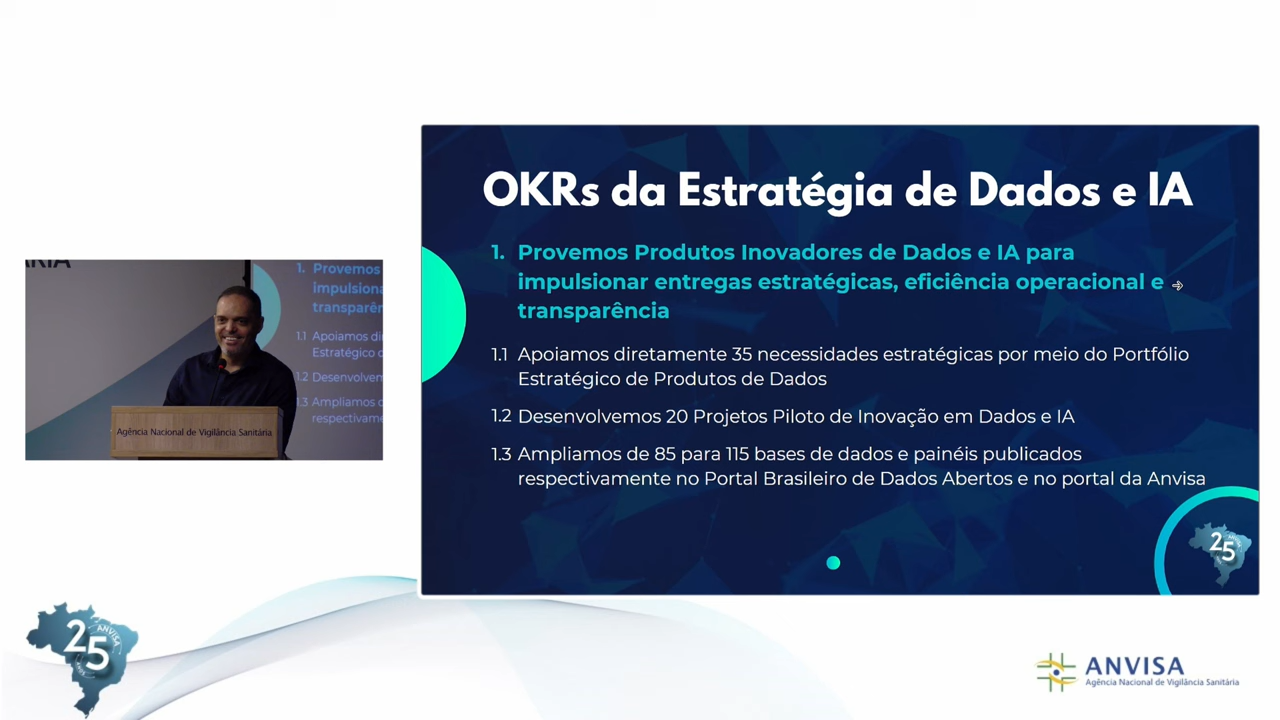 OKRs da Estratégia de Dados e IA
1. Provemos Produtos Inovadores de Dados e IA para
impulsionar entregas estratégicas, eficiência operacional e
transparência
1.1 Apoiamos diretamente 35 necessidades estratégicas por meio do Portfólio
Estratégico de Produtos de Dados
1.2 Desenvolvemos 20 Projetos Piloto de Inovação em Dados e IA
1.3 Ampliamos de 85 para 115 bases de dados e painéis publicados
respectivamente no Portal Brasileiro de Dados Abertos e no portal da Anvisa
25
1. Provemos
impulsiona
transparên
1.1 Apoiamos di
Estratégico d
1.2 Desenvolvem
1.3 Ampliamos
respectivame
Agência Nacional de Vigilância Sanitária
25
ANVISA
ANVISA
Agência Nacional de Vigilância Sanitária